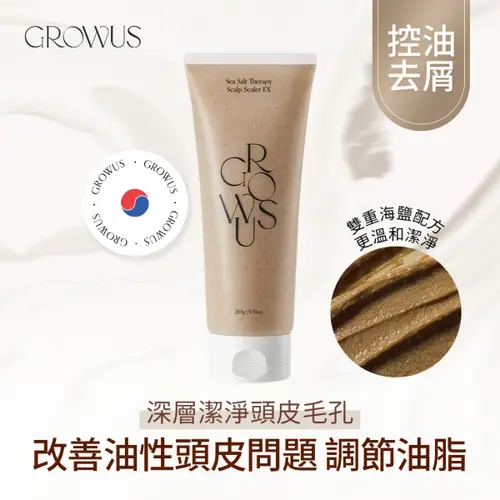 GROWUS
控油
去屑
Sea Salt Therapy
Scalp Scaler EX
GROWUS
GROWUS · GROWUS · GROWUS · GROWUS ·
雙重海鹽配方
更溫和潔淨
深層潔淨頭皮毛孔
改善油性頭皮問題 調節油脂